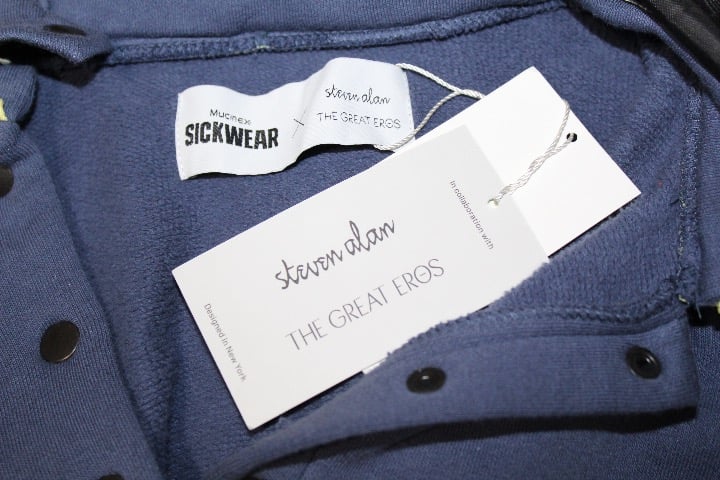 Mucinex
SICKWEAR
X
steven alan
THE GREAT EROS
In collaboration with
steven alan
THE GREAT EROS
Designed in New York